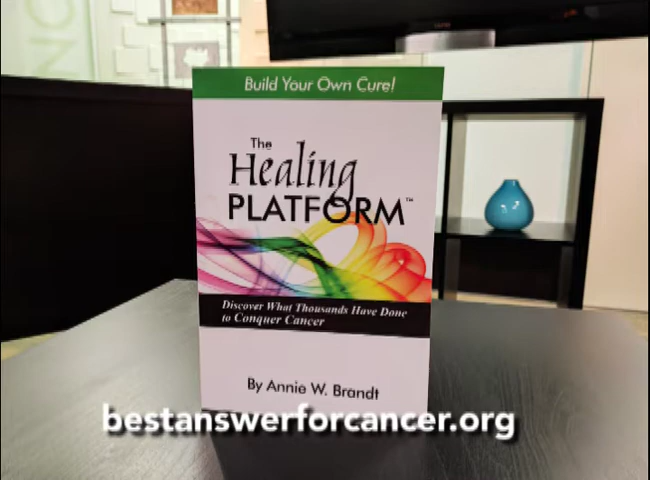 Build Your Own Cure!
The
Healing
PLATFORM™
Discover What Thousands Have Done
to Conquer Cancer
By Annie W. Brandt
bestanswerforcancer.org
NC